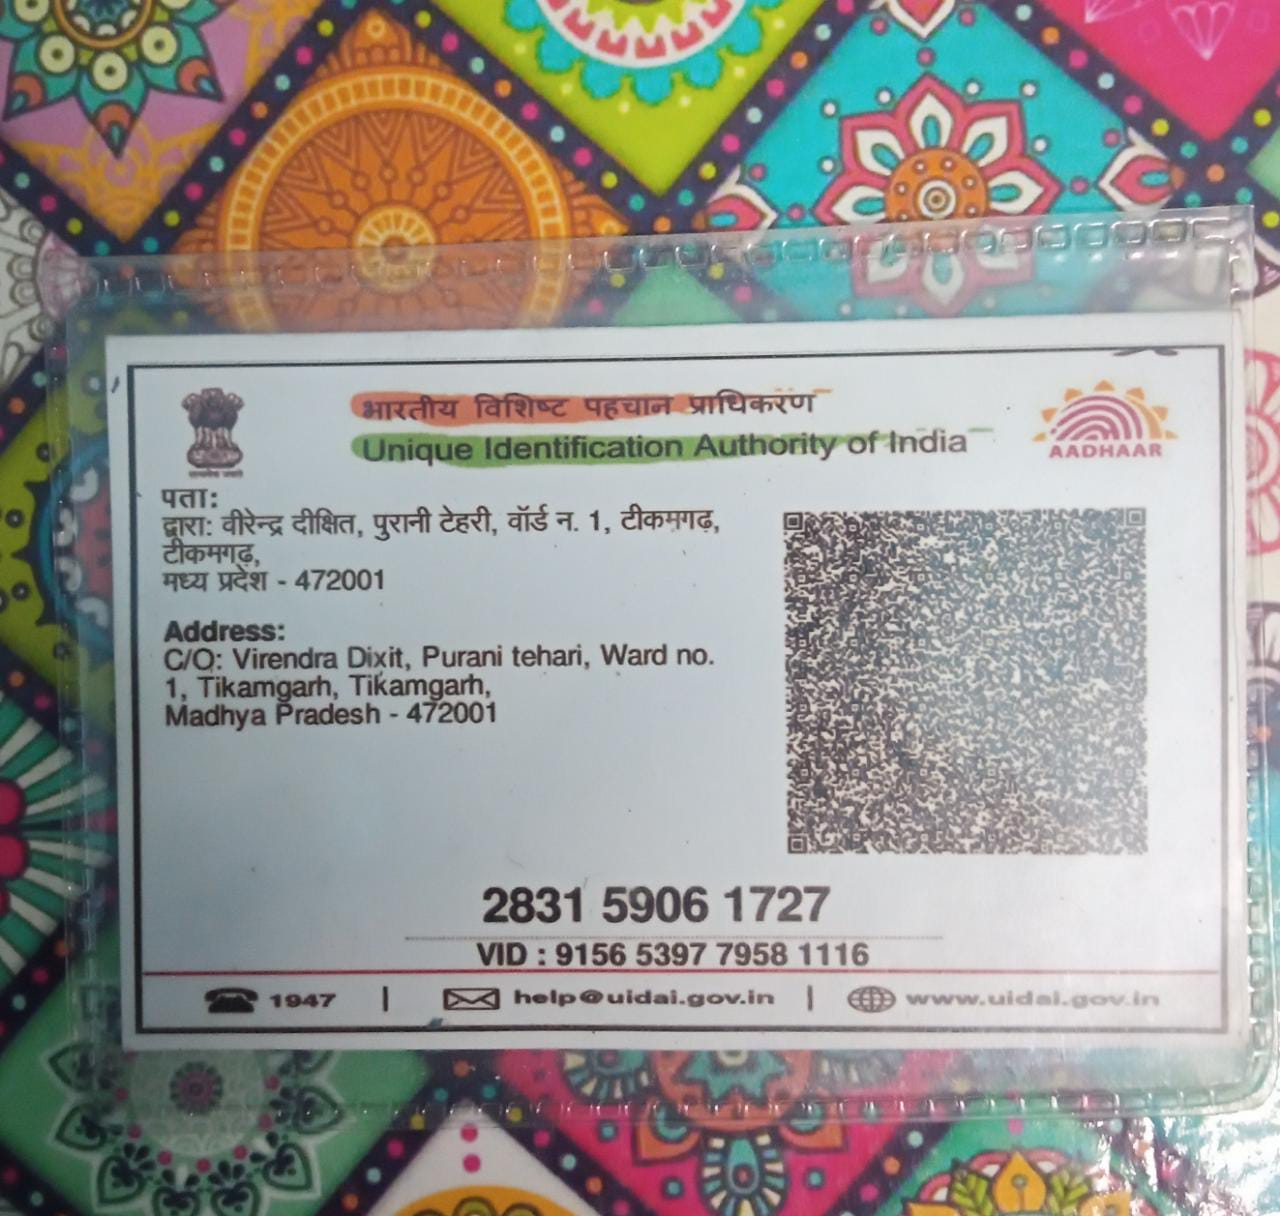 भारतीय विशिष्ट पहचान प्राधिकरण
Unique Identification Authority of India
AADHAAR
पता:
द्वारा: वीरेन्द्र दीक्षित, पुरानी टेहरी, वॉर्ड न. 1, टीकमगढ़,
टीकमगढ़,
मध्य प्रदेश - 472001
Address:
C/O: Virendra Dixit, Purani tehari, Ward no.
1, Tikamgarh, Tikamgarh,
Madhya Pradesh - 472001
2831 5906 1727
VID : 9156 5397 7958 1116
1947 | help@uidai.gov.in | www.uidai.gov.in